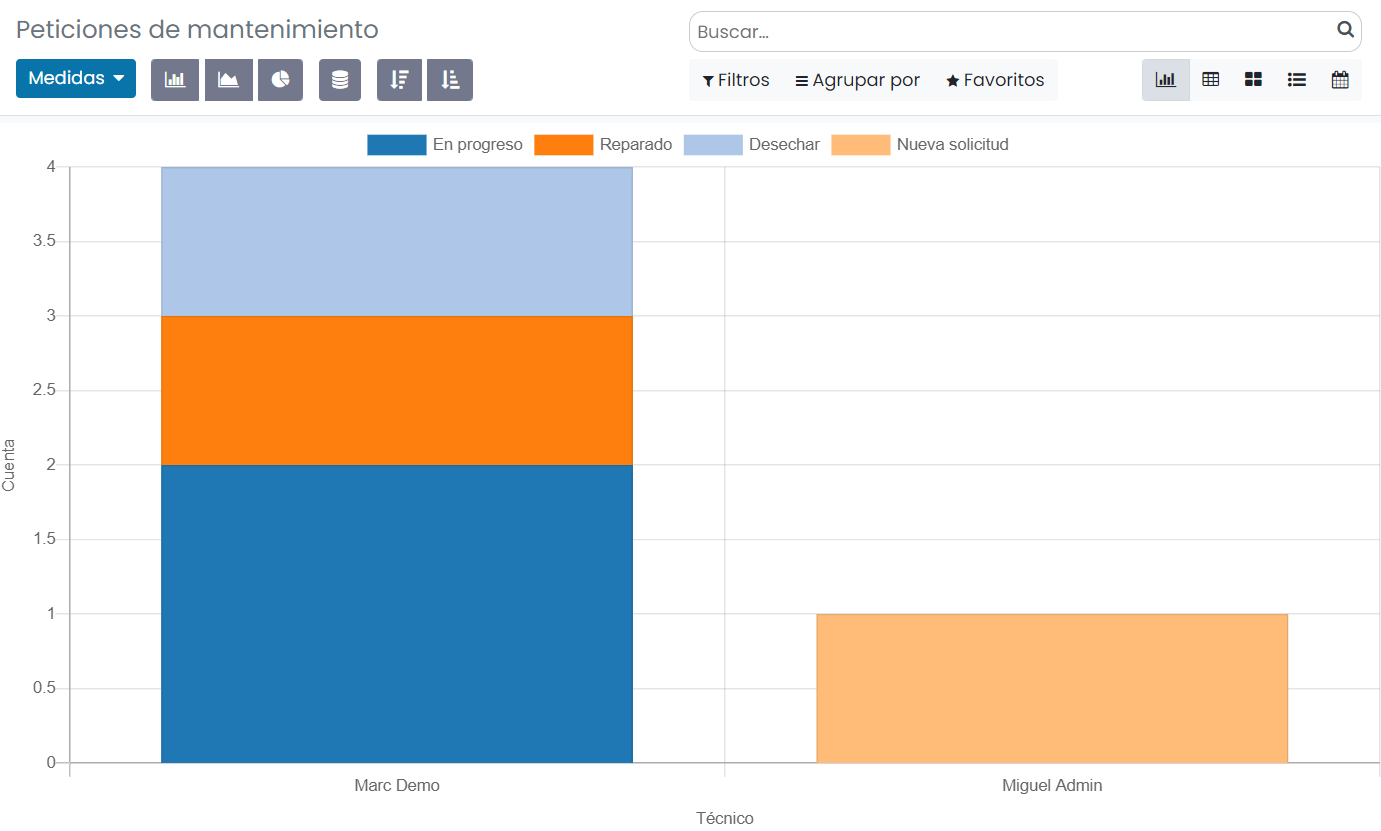 Peticiones de mantenimiento
Buscar...
Medidas
Filtros
Agrupar por
Favoritos
En progreso
Reparado
Desechar
Nueva solicitud
4
3.5
3
2.5
2
1.5
1
0.5
0
Cuenta
Marc Demo
Miguel Admin
Técnico